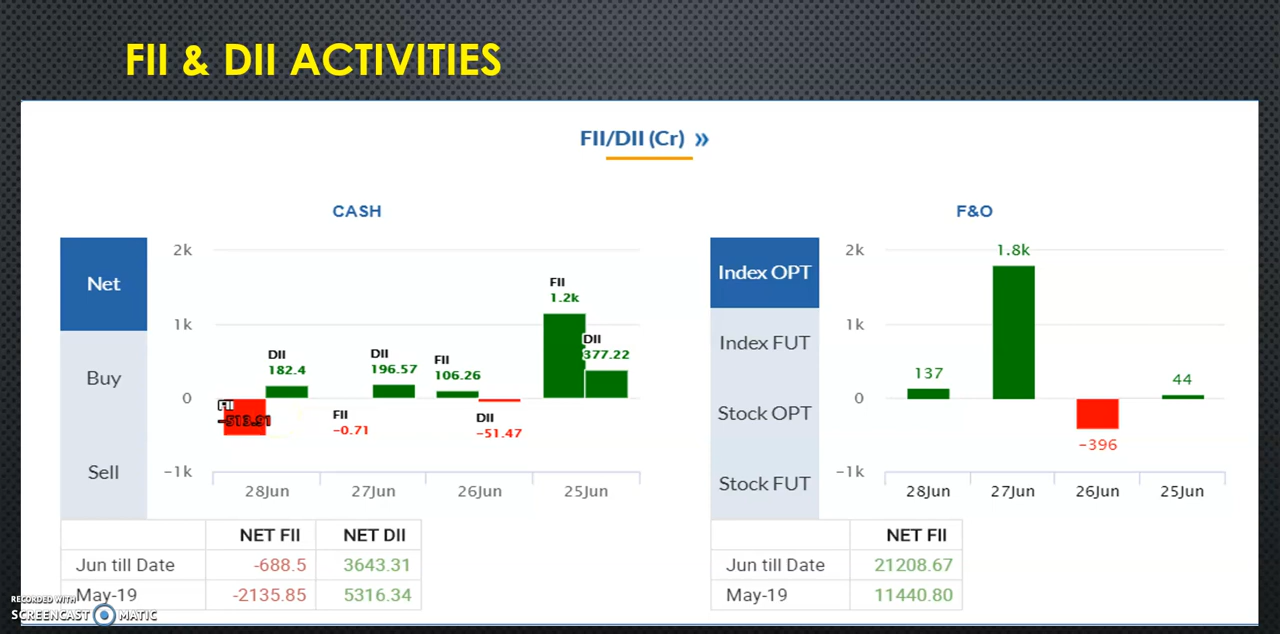 FII & DII ACTIVITIES
FII/DII (Cr) »
CASH
Net
Buy
Sell
2k
1k
0
−1k
FII
−513.91
DII
182.4
FII
−0.71
DII
196.57
FII
106.26
DII
−51.47
FII
1.2k
DII
377.22
28Jun 27Jun 26Jun 25Jun
NET FII NET DII
Jun till Date -688.5 3643.31
May-19 -2135.85 5316.34
F&O
Index OPT
Index FUT
Stock OPT
Stock FUT
2k
1k
0
−1k
137
1.8k
−396
44
28Jun 27Jun 26Jun 25Jun
NET FII
Jun till Date 21208.67
May-19 11440.80
RECORDED WITH
SCREENCAST MATIC